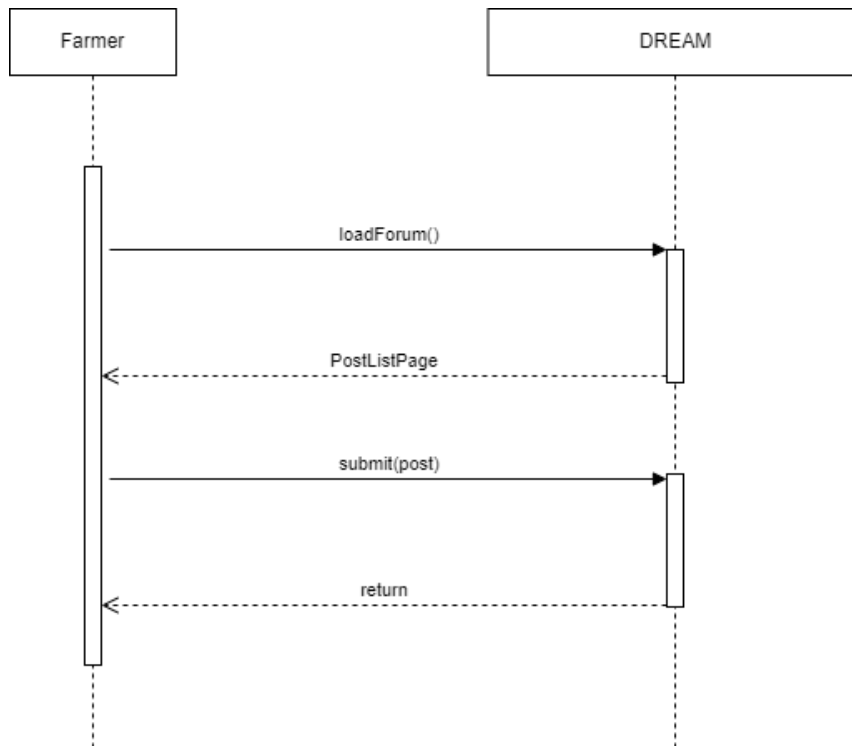 Farmer
DREAM
loadForum()
PostListPage
submit(post)
return